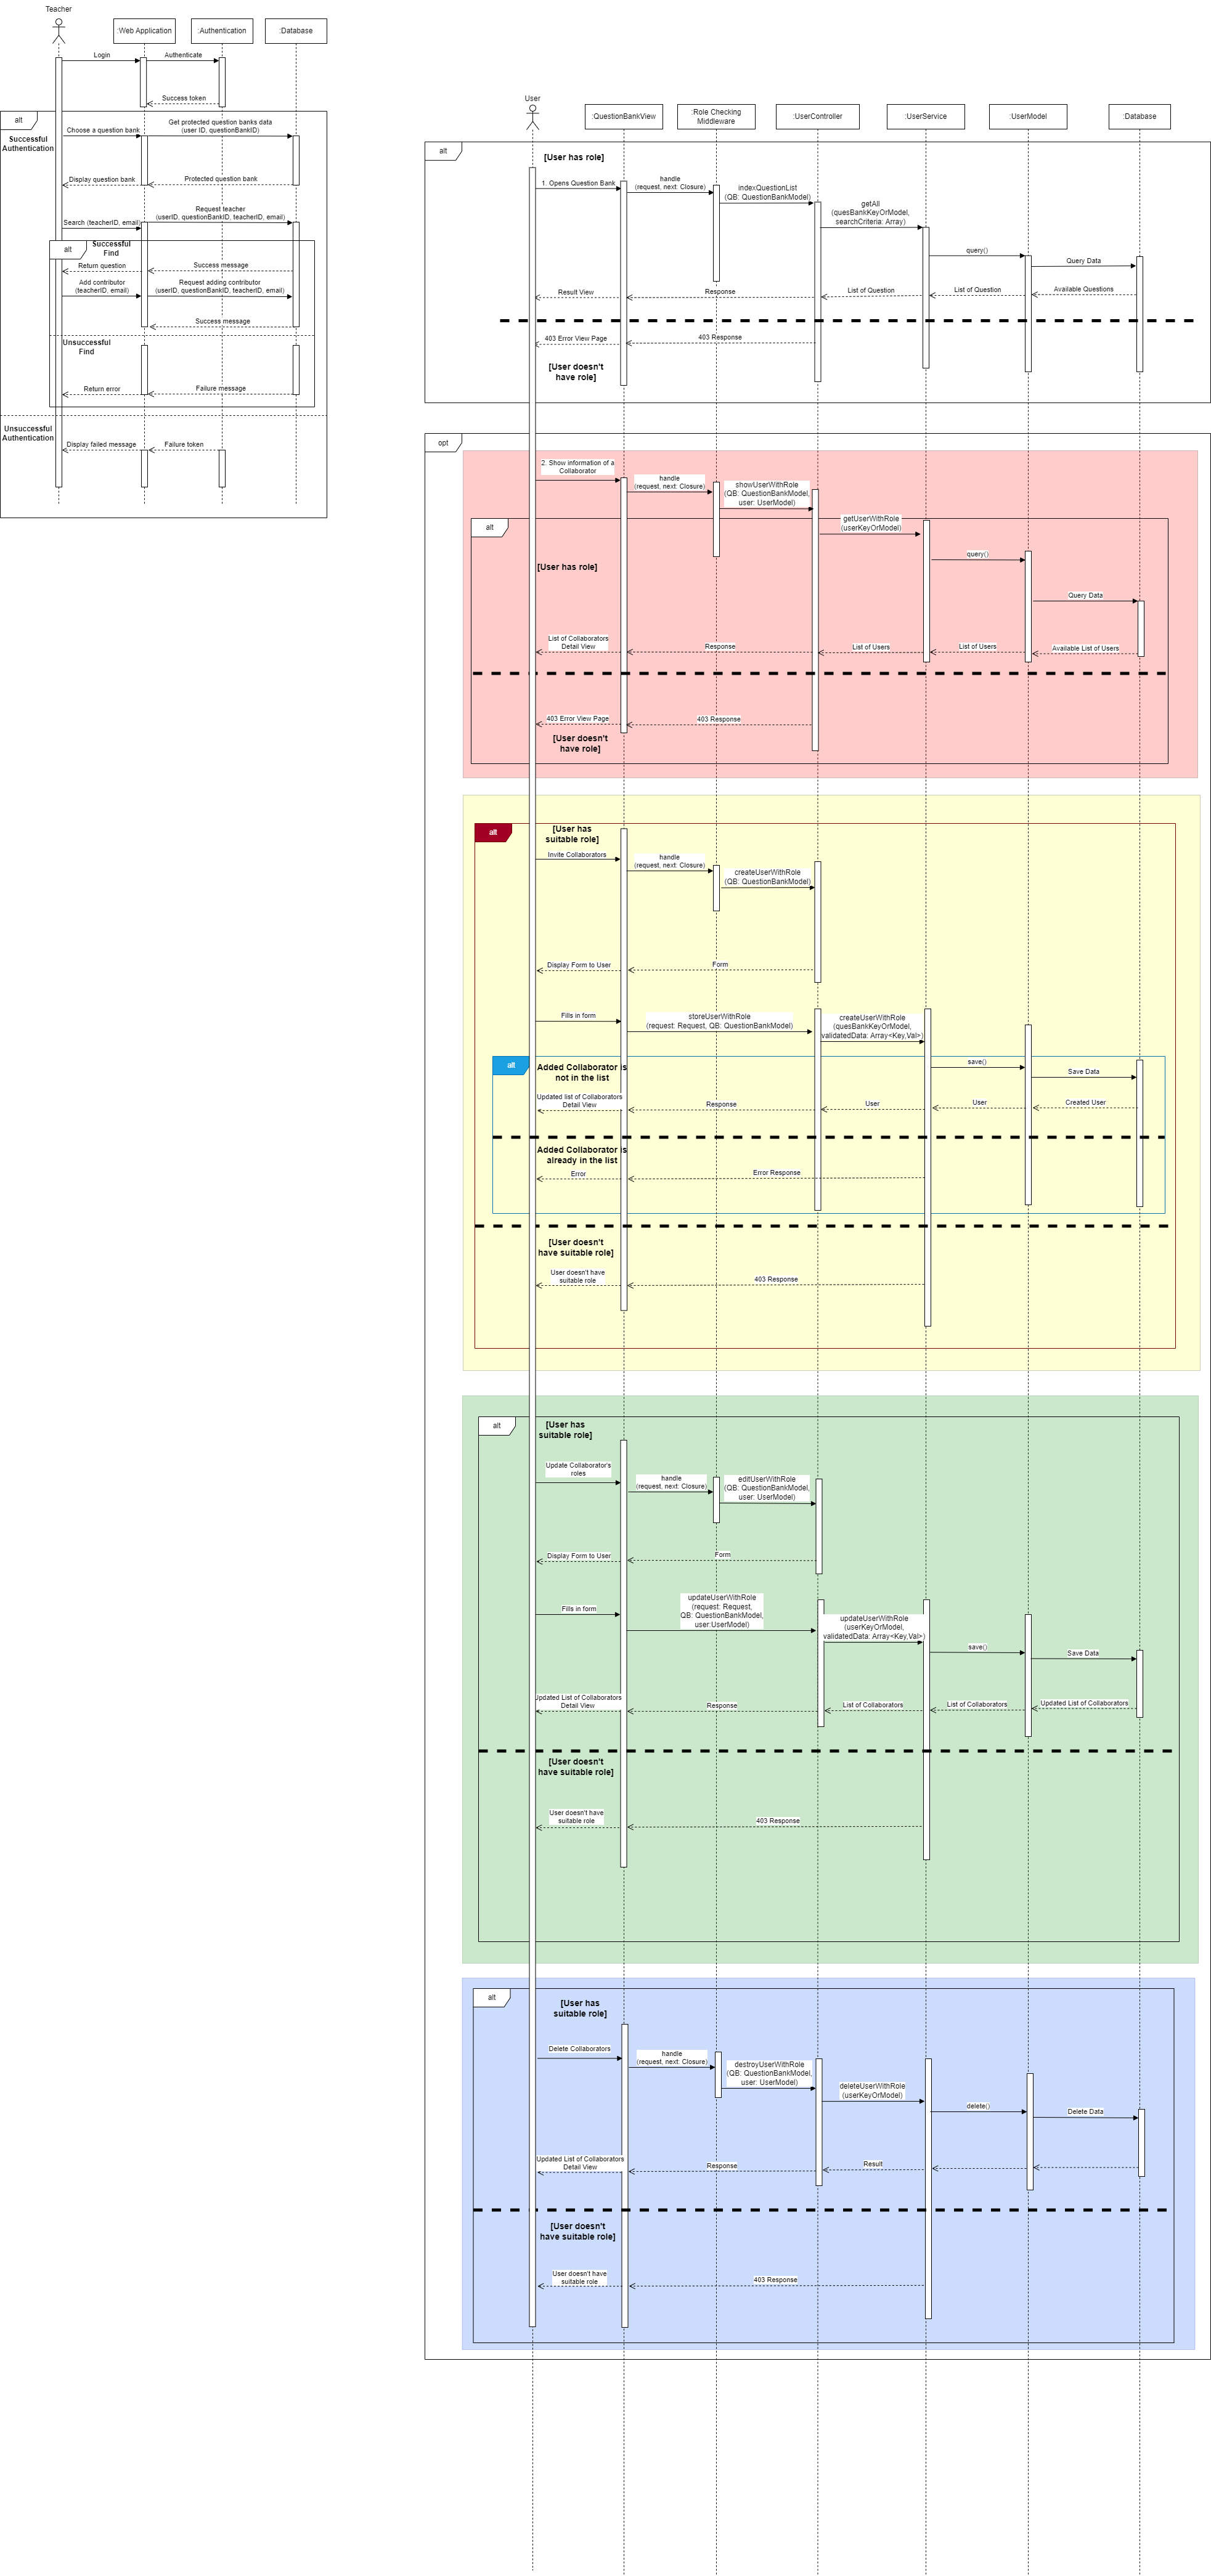 Teacher
:Web Application
:Authentication
:Database
Login
Authenticate
Success token
alt
Successful
Authentication
Choose a question bank
Get protected question banks data
(user ID, questionBankID)
Display question bank
Protected question bank
Search (teacherID, email)
Request teacher
(userID, questionBankID, teacherID, email)
alt
Successful
Find
Return question
Success message
Add contributor
(teacherID, email)
Request adding contributor
(userID, questionBankID, teacherID, email)
Success message
Unsuccessful
Find
Return error
Failure message
Unsuccessful
Authentication
Display failed message
Failure token
User
:QuestionBankView
:Role Checking
Middleware
:UserController
:UserService
:UserModel
:Database
alt
[User has role]
1. Opens Question Bank
handle
(request, next: Closure)
indexQuestionList
(QB: QuestionBankModel)
getAll
(quesBankKeyOrModel,
searchCriteria: Array)
query()
Query Data
Result View
Response
List of Question
List of Question
Available Questions
403 Error View Page
403 Response
[User doesn't
have role]
opt
2. Show information of a
Collaborator
handle
(request, next: Closure)
showUserWithRole
(QB: QuestionBankModel,
user: UserModel)
alt
getUserWithRole
(userKeyOrModel)
query()
[User has role]
Query Data
List of Collaborators
Detail View
Response
List of Users
List of Users
Available List of Users
403 Error View Page
403 Response
[User doesn't
have role]
alt
[User has
suitable role]
Invite Collaborators
handle
(request, next: Closure)
createUserWithRole
(QB: QuestionBankModel)
Display Form to User
Form
Fills in form
storeUserWithRole
(request: Request, QB: QuestionBankModel)
createUserWithRole
(quesBankKeyOrModel,
validatedData: Array<Key,Val>)
alt
Added Collaborator is
not in the list
save()
Save Data
Updated list of Collaborators
Detail View
Response
User
User
Created User
Added Collaborator is
already in the list
Error
Error Response
[User doesn't
have suitable role]
User doesn't have
suitable role
403 Response
alt
[User has
suitable role]
Update Collaborator's
roles
handle
(request, next: Closure)
editUserWithRole
(QB: QuestionBankModel,
user: UserModel)
Display Form to User
Form
Fills in form
updateUserWithRole
(request: Request,
QB: QuestionBankModel,
user:UserModel)
updateUserWithRole
(userKeyOrModel,
validatedData: Array<Key,Val>)
save()
Save Data
Updated List of Collaborators
Detail View
Response
List of Collaborators
List of Collaborators
Updated List of Collaborators
[User doesn't
have suitable role]
User doesn't have
suitable role
403 Response
alt
[User has
suitable role]
Delete Collaborators
handle
(request, next: Closure)
destroyUserWithRole
(QB: QuestionBankModel,
user: UserModel)
deleteUserWithRole
(userKeyOrModel)
delete()
Delete Data
Updated List of Collaborators
Detail View
Response
Result
[User doesn't
have suitable role]
User doesn't have
suitable role
403 Response